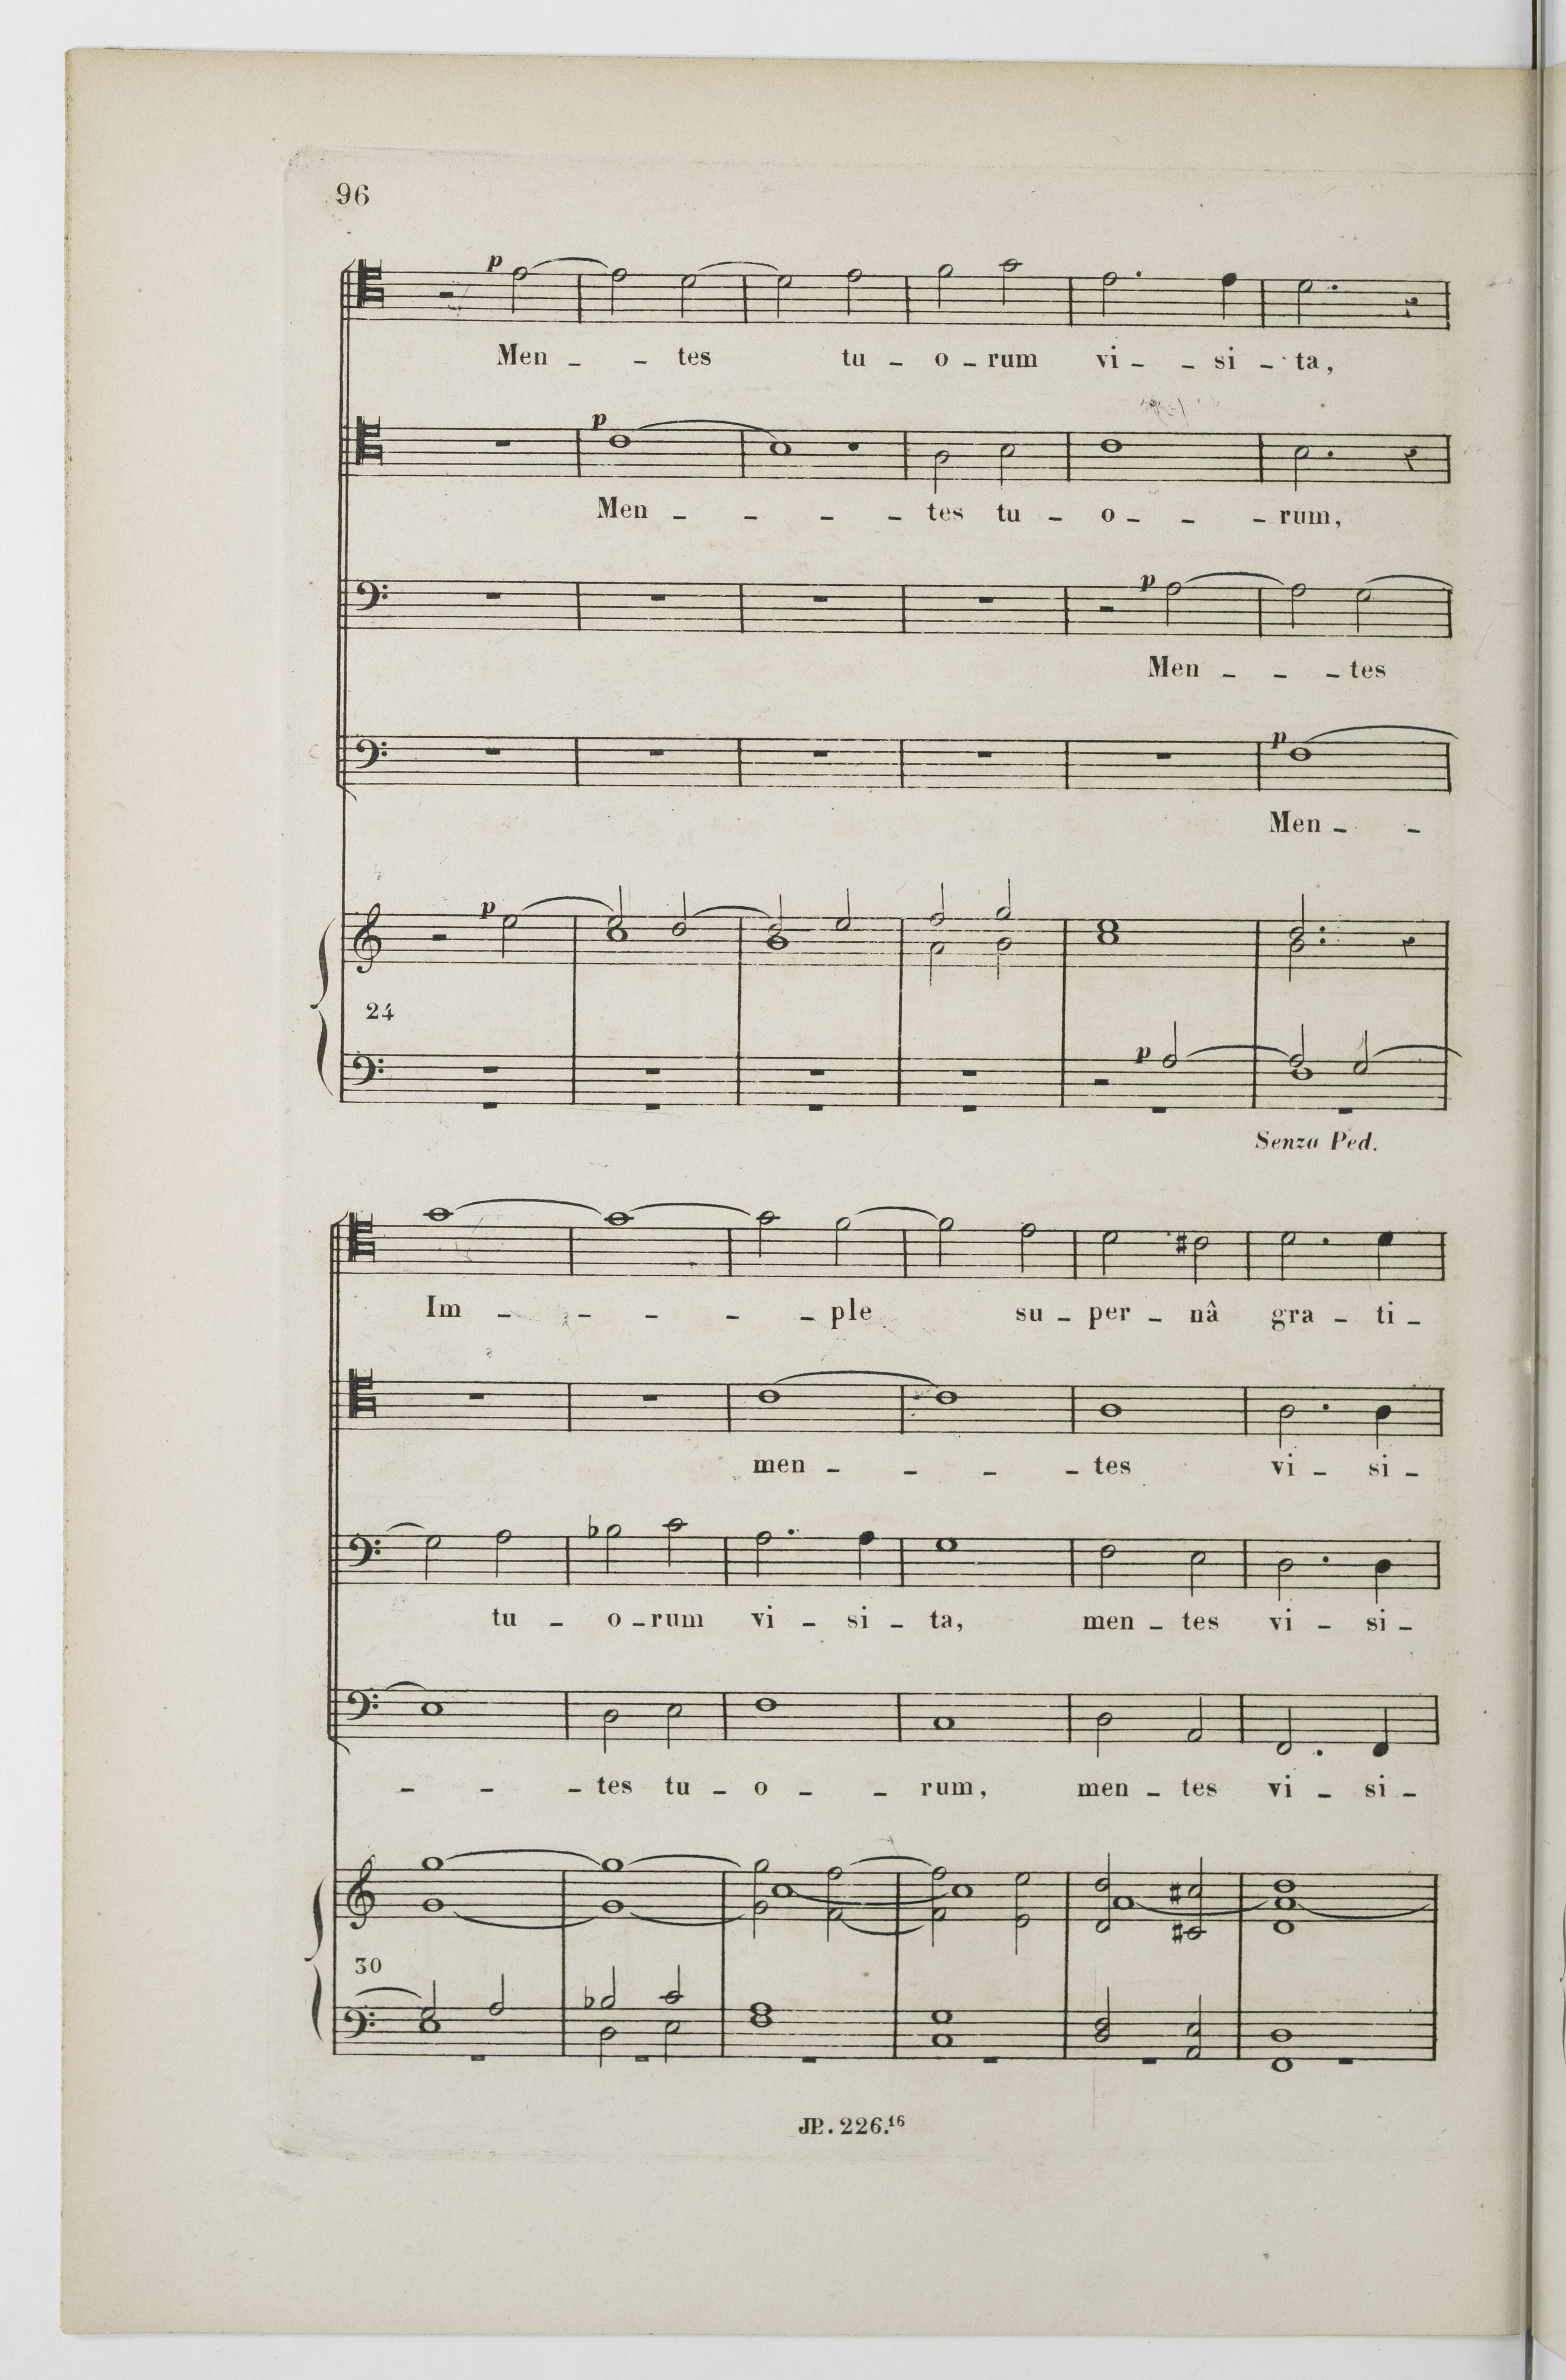 96
p
Men - - tes tu - o - rum vi - - si - ta,
p
Men - - - - tes tu - o - - - rum,
p
Men - - - tes
p
Men - -
p
24
p
Senza Ped.
Im - - - - - ple su - per - nâ gra - ti -
men - - - - tes vi - si -
tu - o - rum vi - si - ta, men - tes vi - si -
- - - tes tu - o - - rum, men - tes vi - si -
30
JP. 226.16